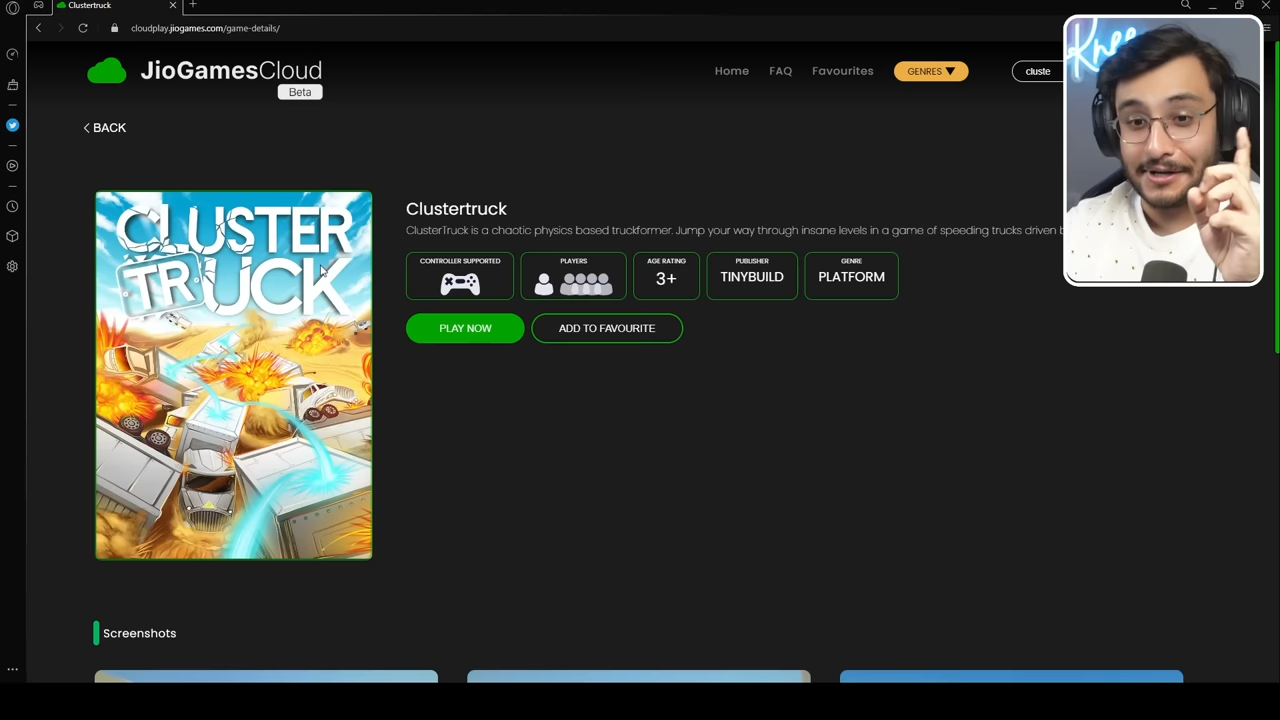 Clustertruck
cloudplay.jiogames.com/game-details/
JioGamesCloud
Beta
Home
FAQ
Favourites
GENRES ▼
cluste
BACK
CLUSTER
TRUCK
Clustertruck
ClusterTruck is a chaotic physics based truckformer. Jump your way through insane levels in a game of speeding trucks driven b
CONTROLLER SUPPORTED
PLAYERS
AGE RATING
3+
PUBLISHER
TINYBUILD
GENRE
PLATFORM
PLAY NOW
ADD TO FAVOURITE
Screenshots